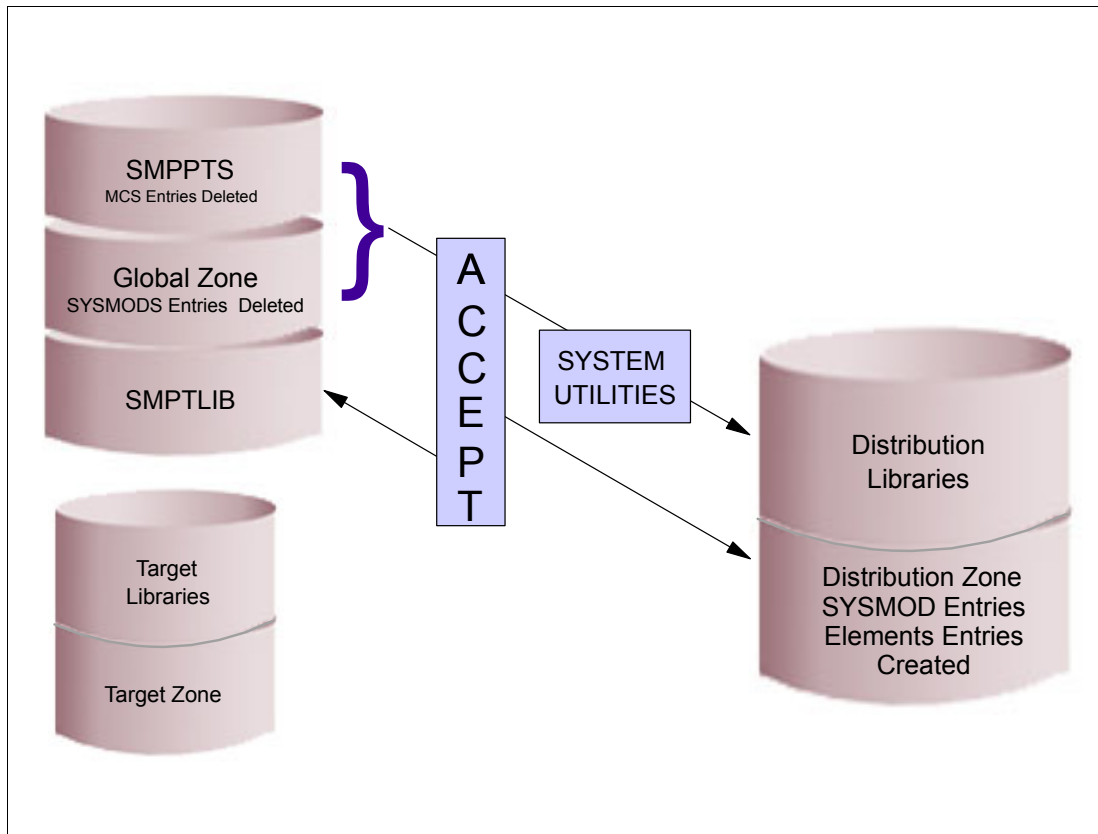 SMPPTS
MCS Entries Deleted
Global Zone
SYSMODS Entries Deleted
SMPTLIB
Target
Libraries
Target Zone
A
C
C
E
P
T
SYSTEM
UTILITIES
Distribution
Libraries
Distribution Zone
SYSMOD Entries
Elements Entries
Created